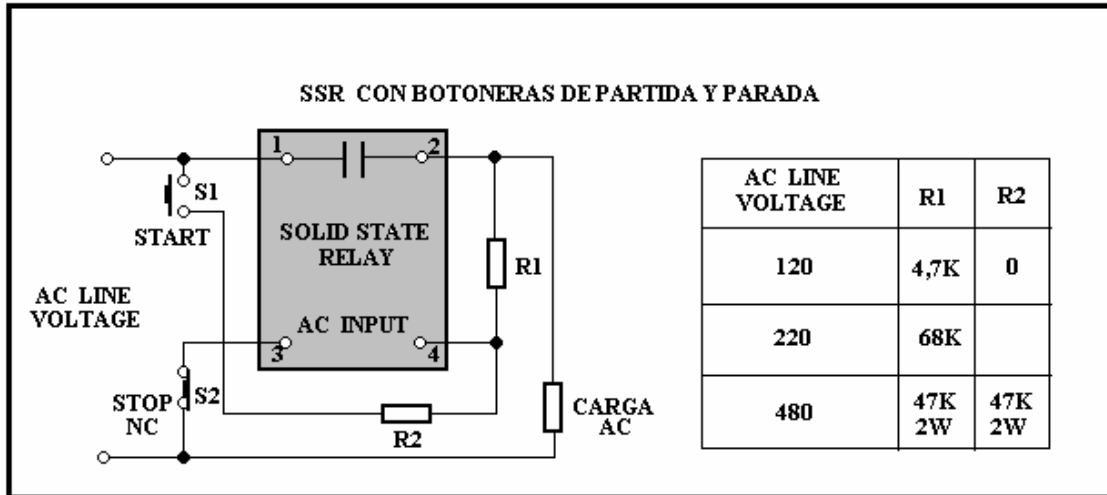 SSR CON BOTONERAS DE PARTIDA Y PARADA
1
2
S1
START
SOLID STATE
RELAY
R1
AC LINE
VOLTAGE
AC INPUT
3
4
STOP
NC
S2
R2
CARGA
AC
AC LINE
VOLTAGE
R1
R2
120
4,7K
0
220
68K
480
47K
2W
47K
2W